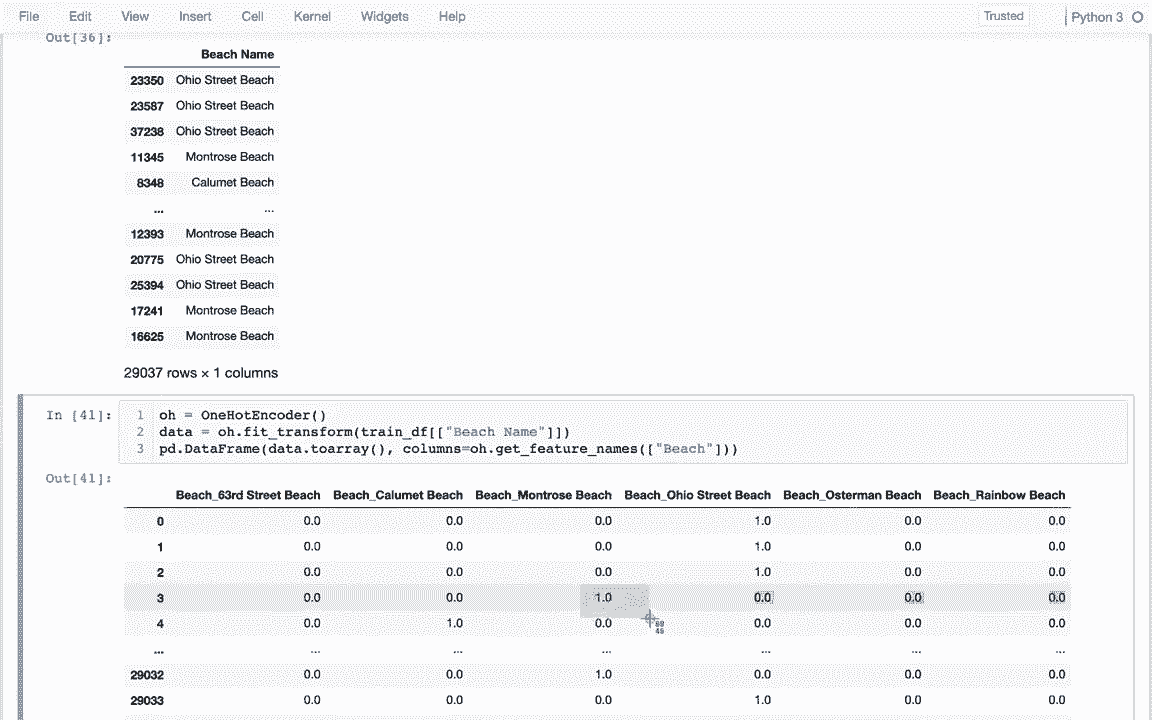 File Edit View Insert Cell Kernel Widgets Help Trusted Python 3
Out[36]:
Beach Name
23350 Ohio Street Beach
23587 Ohio Street Beach
37238 Ohio Street Beach
11345 Montrose Beach
8348 Calumet Beach
... ...
12393 Montrose Beach
20775 Ohio Street Beach
25394 Ohio Street Beach
17241 Montrose Beach
16625 Montrose Beach
29037 rows × 1 columns
In [41]: 1 oh = OneHotEncoder()
2 data = oh.fit_transform(train_df[["Beach Name"]])
3 pd.DataFrame(data.toarray(), columns=oh.get_feature_names(["Beach"]))
Out[41]:
Beach_63rd Street Beach Beach_Calumet Beach Beach_Montrose Beach Beach_Ohio Street Beach Beach_Osterman Beach Beach_Rainbow Beach
0 0.0 0.0 0.0 1.0 0.0 0.0
1 0.0 0.0 0.0 1.0 0.0 0.0
2 0.0 0.0 0.0 1.0 0.0 0.0
3 0.0 0.0 1.0 0.0 0.0 0.0
4 0.0 1.0 0.0 0.0 0.0 0.0
... ... ... ... ... ... ...
29032 0.0 0.0 1.0 0.0 0.0 0.0
29033 0.0 0.0 0.0 1.0 0.0 0.0